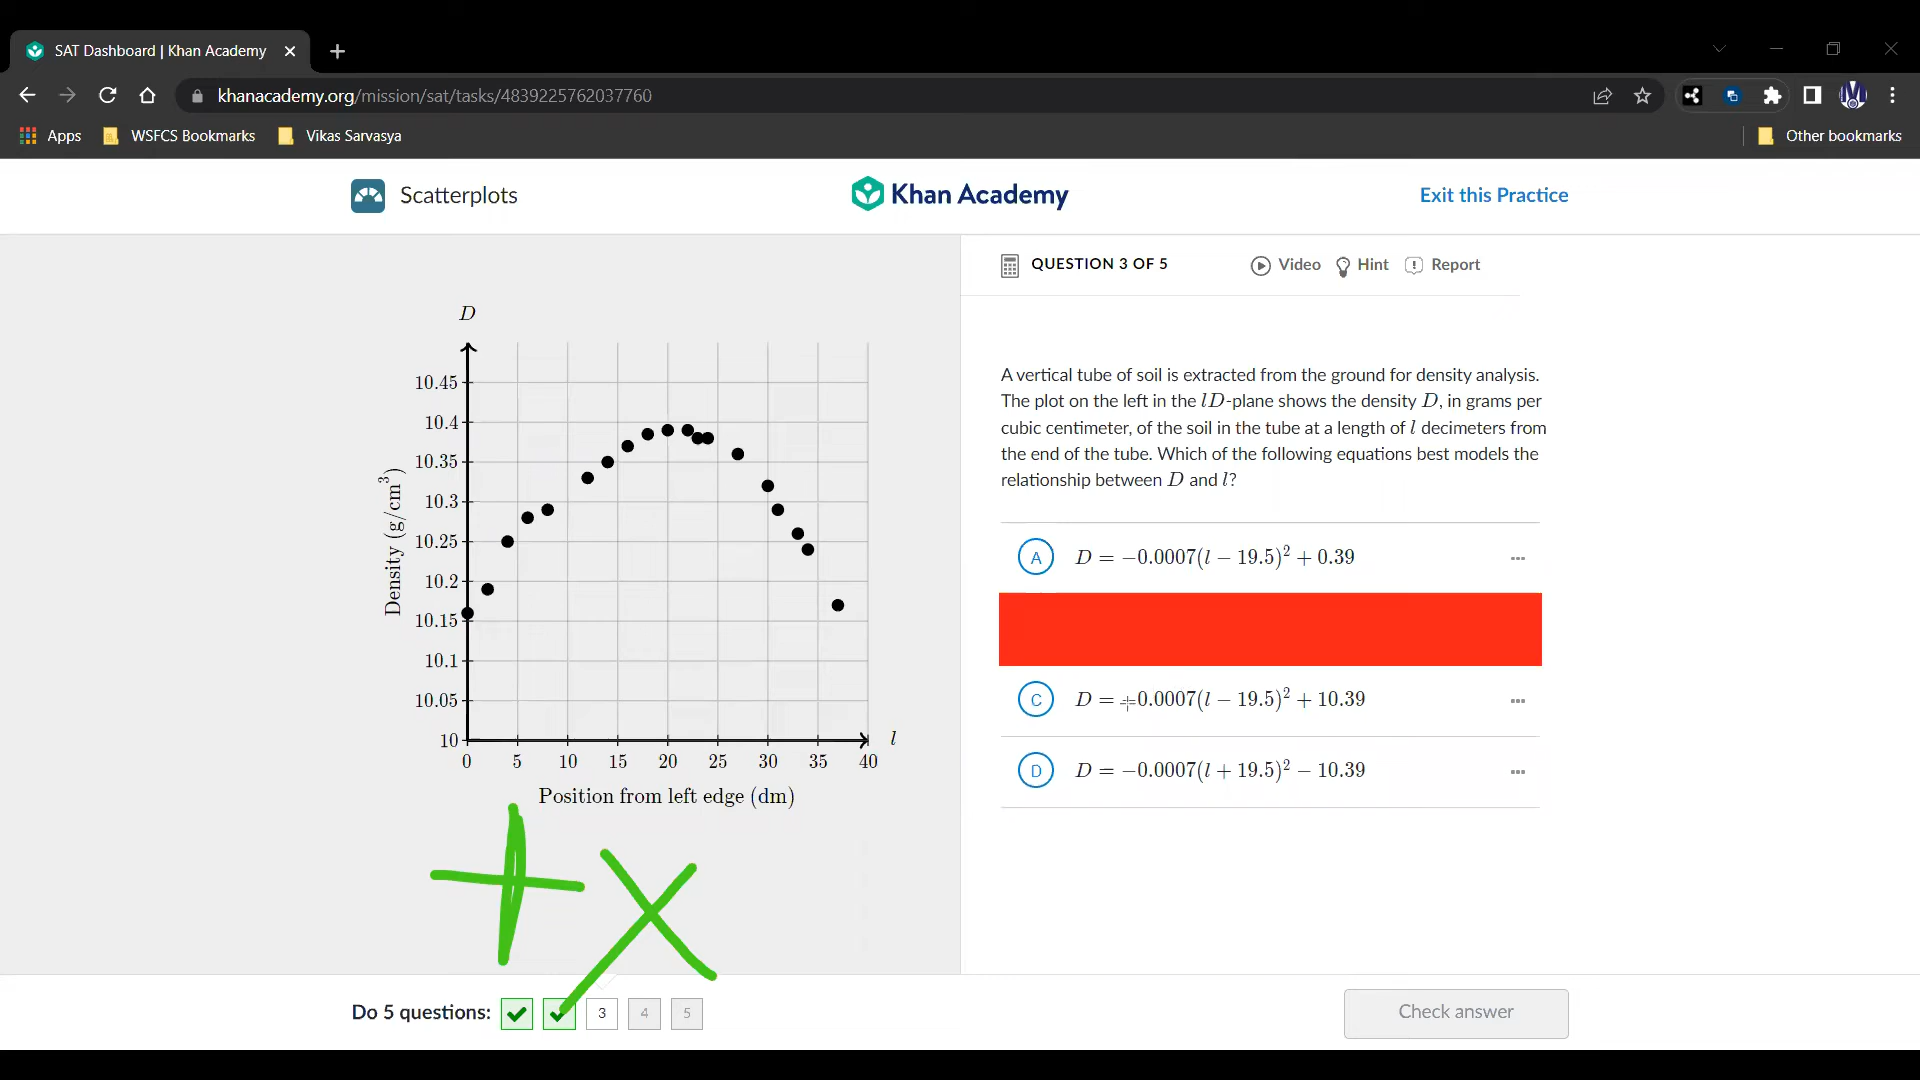 SAT Dashboard | Khan Academy
khanacademy.org/mission/sat/tasks/4839225762037760
Apps
WSFCS Bookmarks
Vikas Sarvasya
Other bookmarks
Scatterplots
Khan Academy
Exit this Practice
D
10.45
10.4
10.35
10.3
10.25
10.2
10.15
10.1
10.05
10
Density (g/cm³)
0 5 10 15 20 25 30 35 40
l
Position from left edge (dm)
+x
QUESTION 3 OF 5
Video
Hint
Report
A vertical tube of soil is extracted from the ground for density analysis.
The plot on the left in the lD-plane shows the density D, in grams per
cubic centimeter, of the soil in the tube at a length of l decimeters from
the end of the tube. Which of the following equations best models the
relationship between D and l?
A D = −0.0007(l − 19.5)² + 0.39
C D = −0.0007(l − 19.5)² + 10.39
D D = −0.0007(l + 19.5)² − 10.39
Do 5 questions:
3 4 5
Check answer